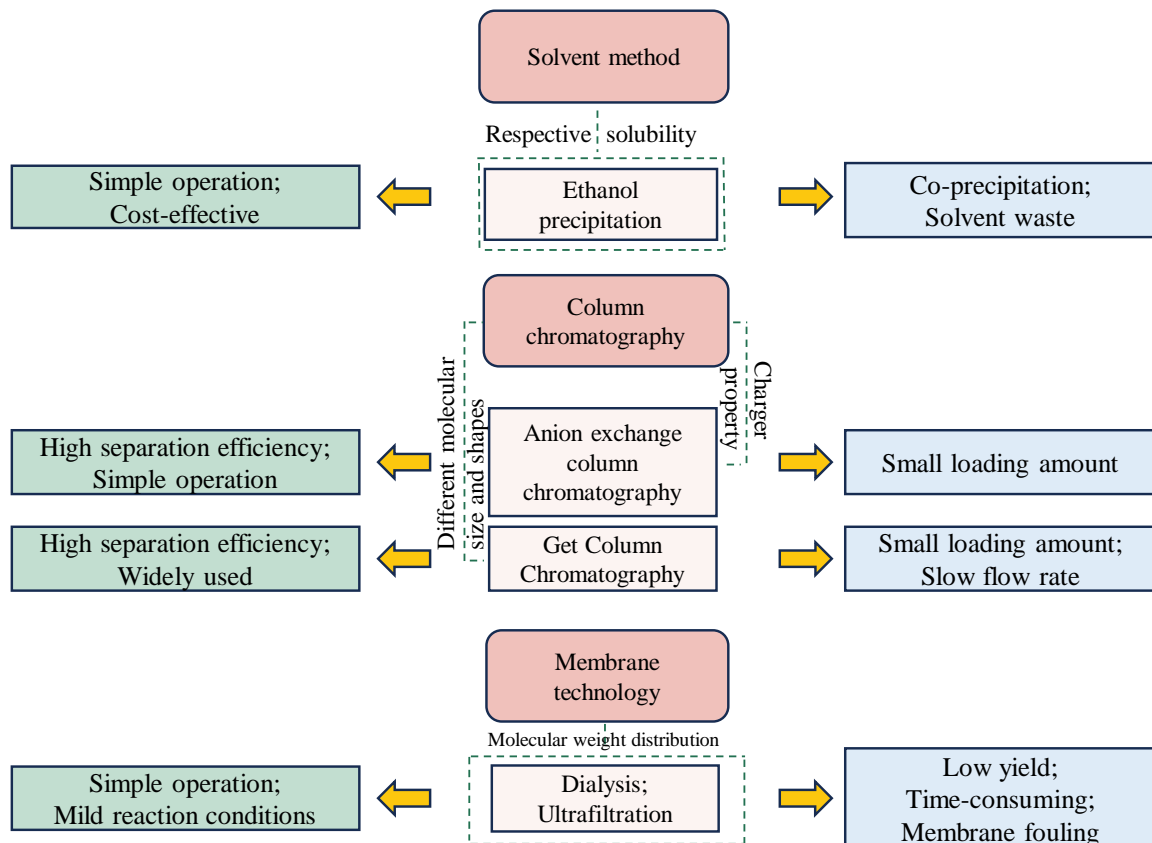 Solvent method
Respective solubility
Simple operation;
Cost-effective
Ethanol
precipitation
Co-precipitation;
Solvent waste
Column
chromatography
Different molecular
size and shapes
Charger
property
High separation efficiency;
Simple operation
Anion exchange
column
chromatography
Small loading amount
High separation efficiency;
Widely used
Get Column
Chromatography
Small loading amount;
Slow flow rate
Membrane
technology
Molecular weight distribution
Simple operation;
Mild reaction conditions
Dialysis;
Ultrafiltration
Low yield;
Time-consuming;
Membrane fouling